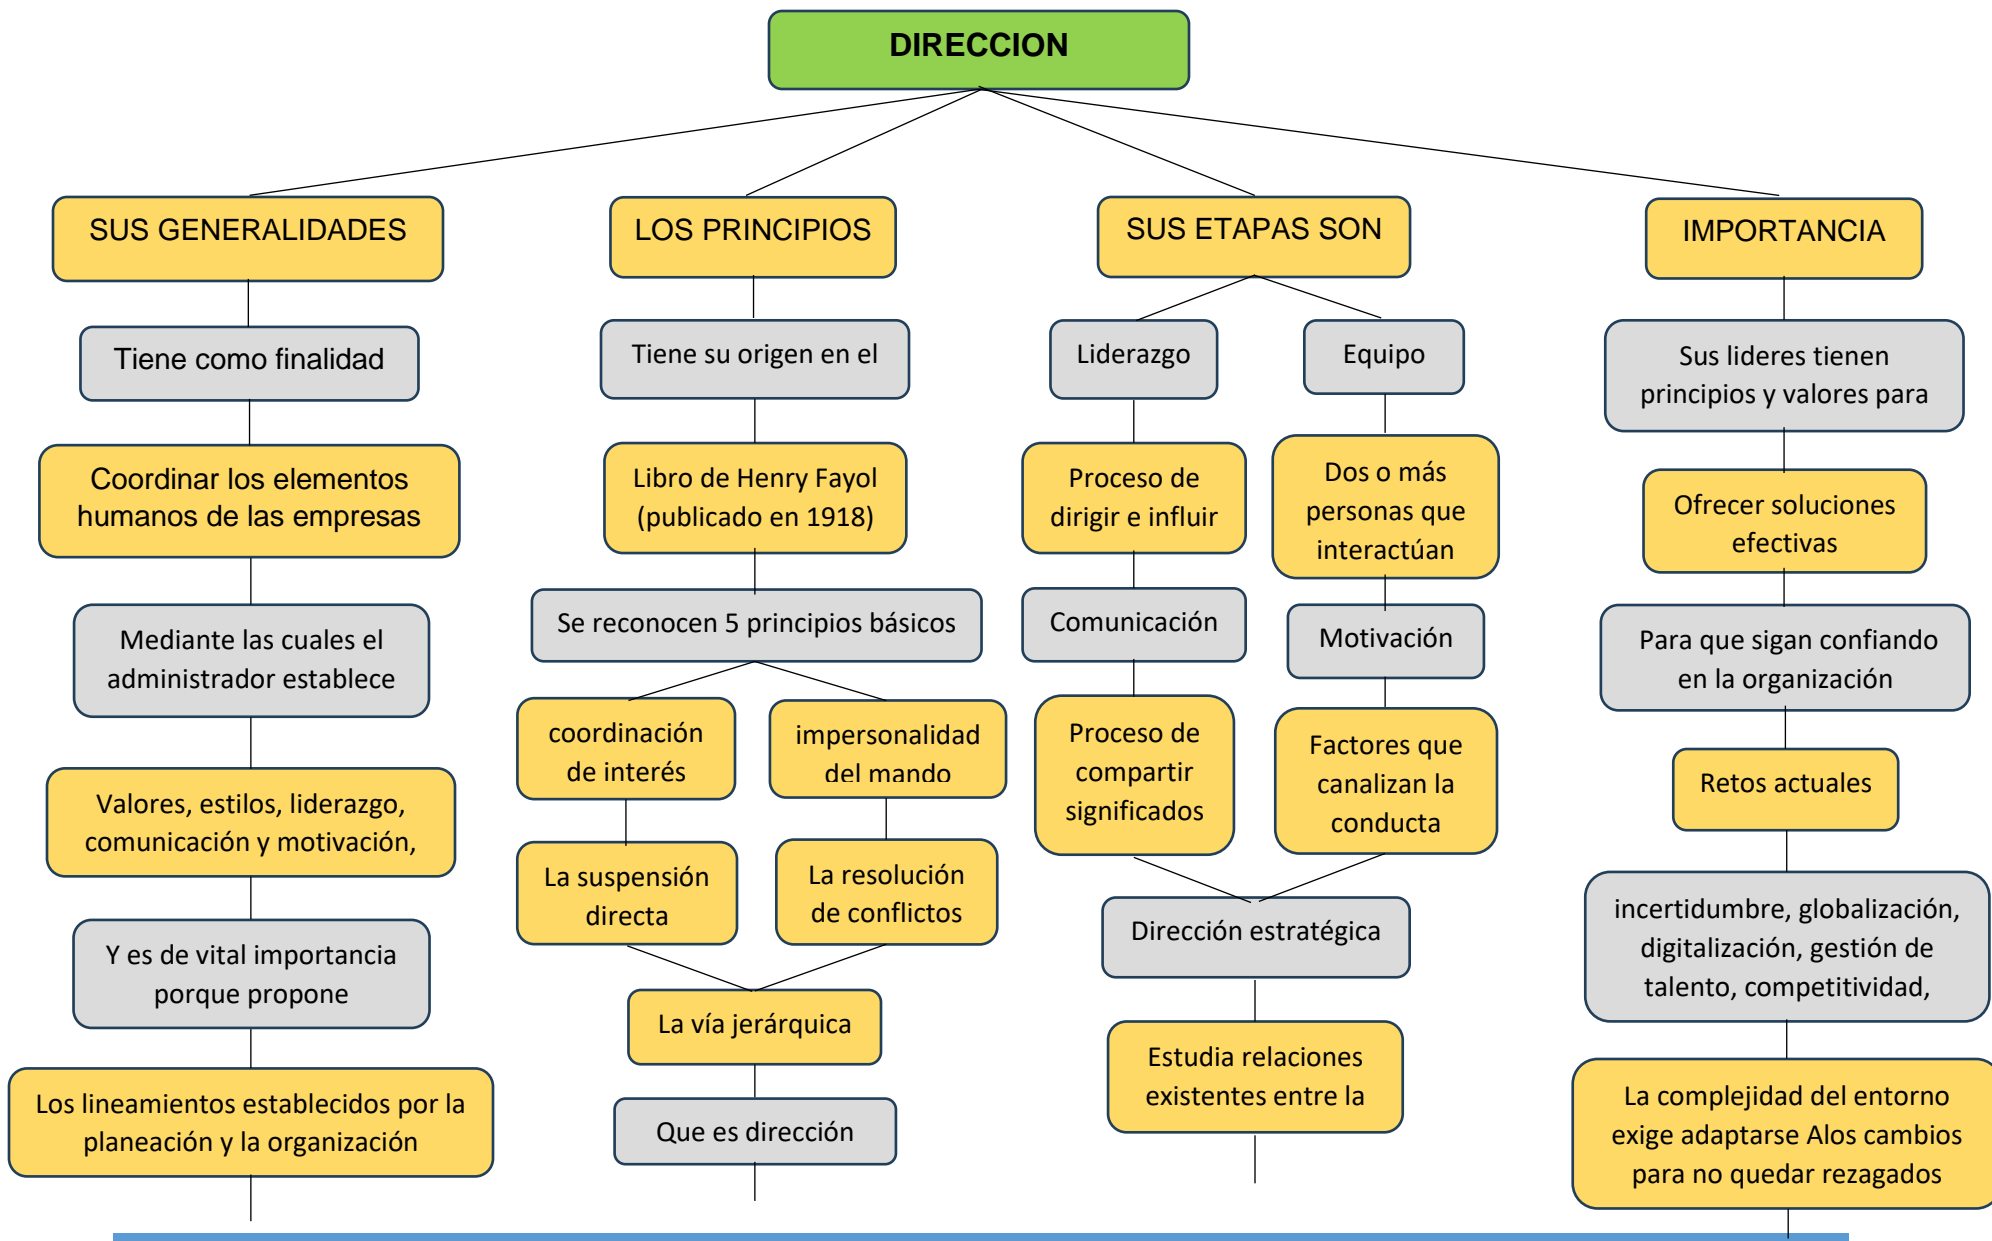 DIRECCION
SUS GENERALIDADES
Tiene como finalidad
Coordinar los elementos
humanos de las empresas
Mediante las cuales el
administrador establece
Valores, estilos, liderazgo,
comunicación y motivación,
Y es de vital importancia
porque propone
Los lineamientos establecidos por la
planeación y la organización
LOS PRINCIPIOS
Tiene su origen en el
Libro de Henry Fayol
(publicado en 1918)
Se reconocen 5 principios básicos
coordinación
de interés
impersonalidad
del mando
La suspensión
directa
La resolución
de conflictos
La vía jerárquica
Que es dirección
SUS ETAPAS SON
Liderazgo
Proceso de
dirigir e influir
Comunicación
Proceso de
compartir
significados
Equipo
Dos o más
personas que
interactúan
Motivación
Factores que
canalizan la
conducta
Dirección estratégica
Estudia relaciones
existentes entre la
IMPORTANCIA
Sus lideres tienen
principios y valores para
Ofrecer soluciones
efectivas
Para que sigan confiando
en la organización
Retos actuales
incertidumbre, globalización,
digitalización, gestión de
talento, competitividad,
La complejidad del entorno
exige adaptarse Alos cambios
para no quedar rezagados